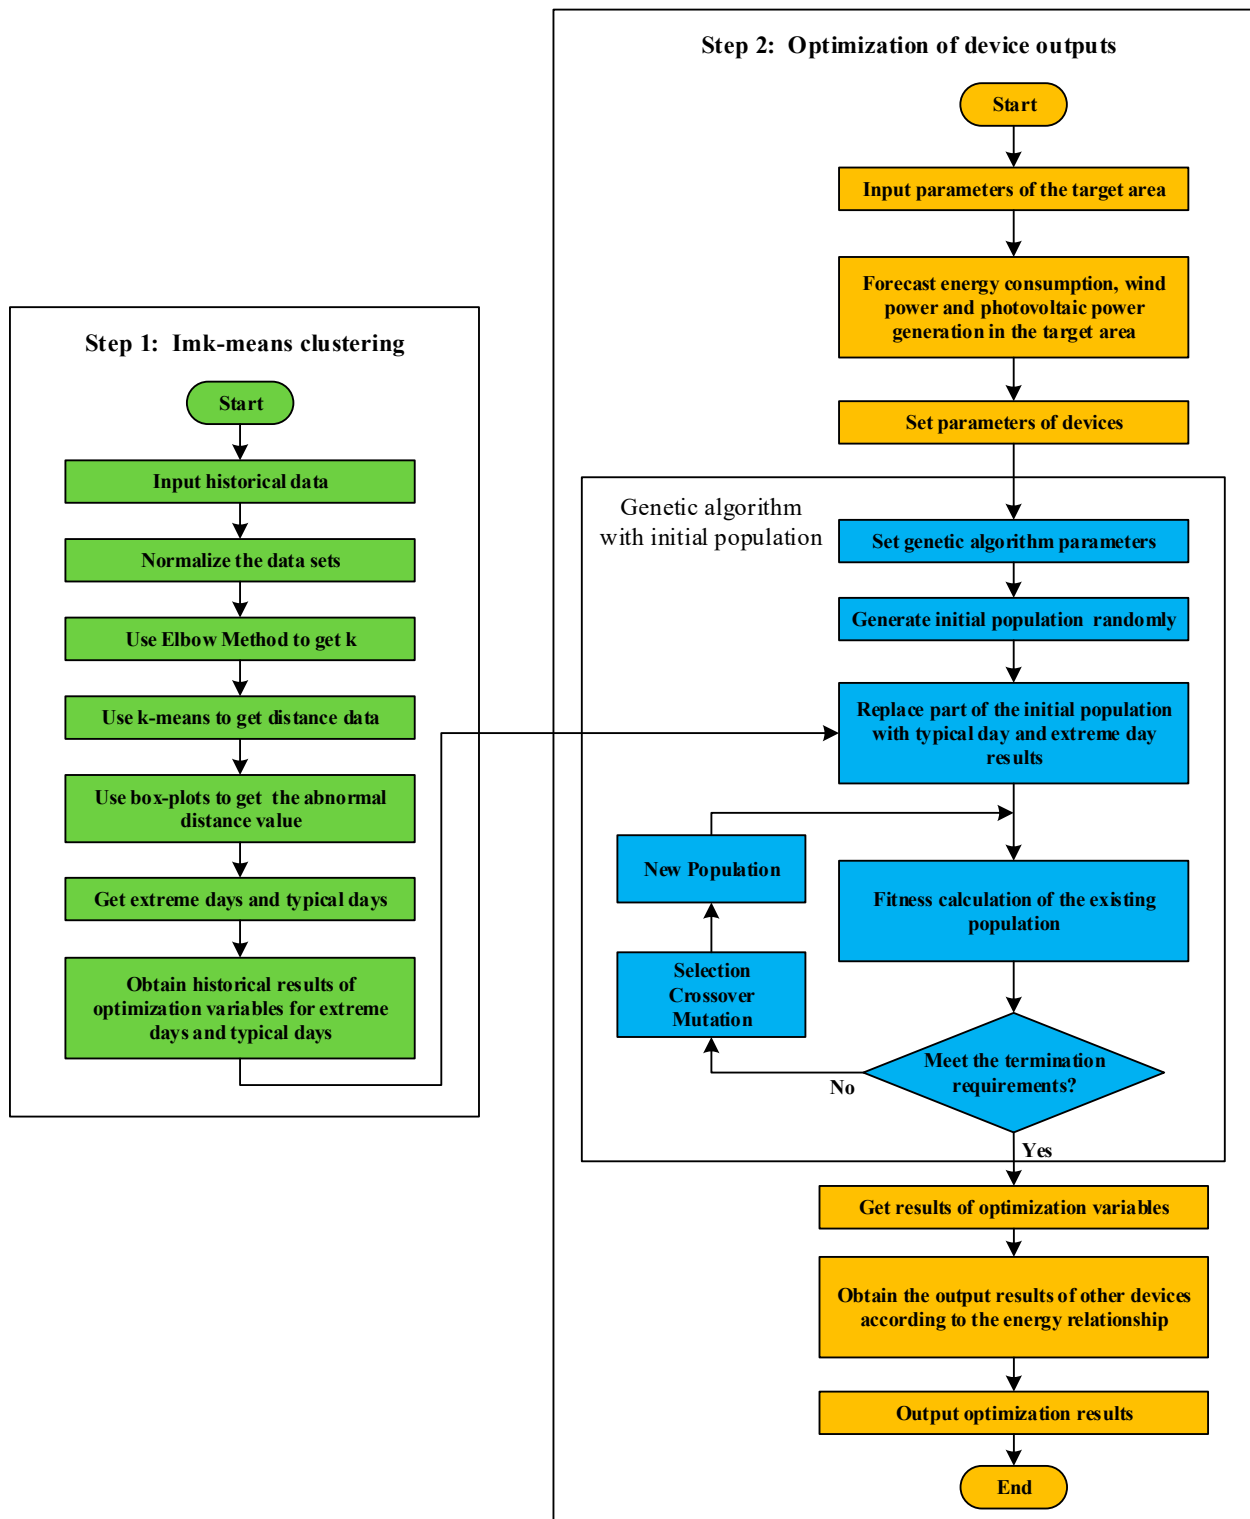 Step 1: Imk-means clustering
Start
Input historical data
Normalize the data sets
Use Elbow Method to get k
Use k-means to get distance data
Use box-plots to get the abnormal
distance value
Get extreme days and typical days
Obtain historical results of
optimization variables for extreme
days and typical days
Step 2: Optimization of device outputs
Start
Input parameters of the target area
Forecast energy consumption, wind
power and photovoltaic power
generation in the target area
Set parameters of devices
Genetic algorithm
with initial population
Set genetic algorithm parameters
Generate initial population randomly
Replace part of the initial population
with typical day and extreme day
results
New Population
Fitness calculation of the existing
population
Selection
Crossover
Mutation
Meet the termination
requirements?
No
Yes
Get results of optimization variables
Obtain the output results of other devices
according to the energy relationship
Output optimization results
End